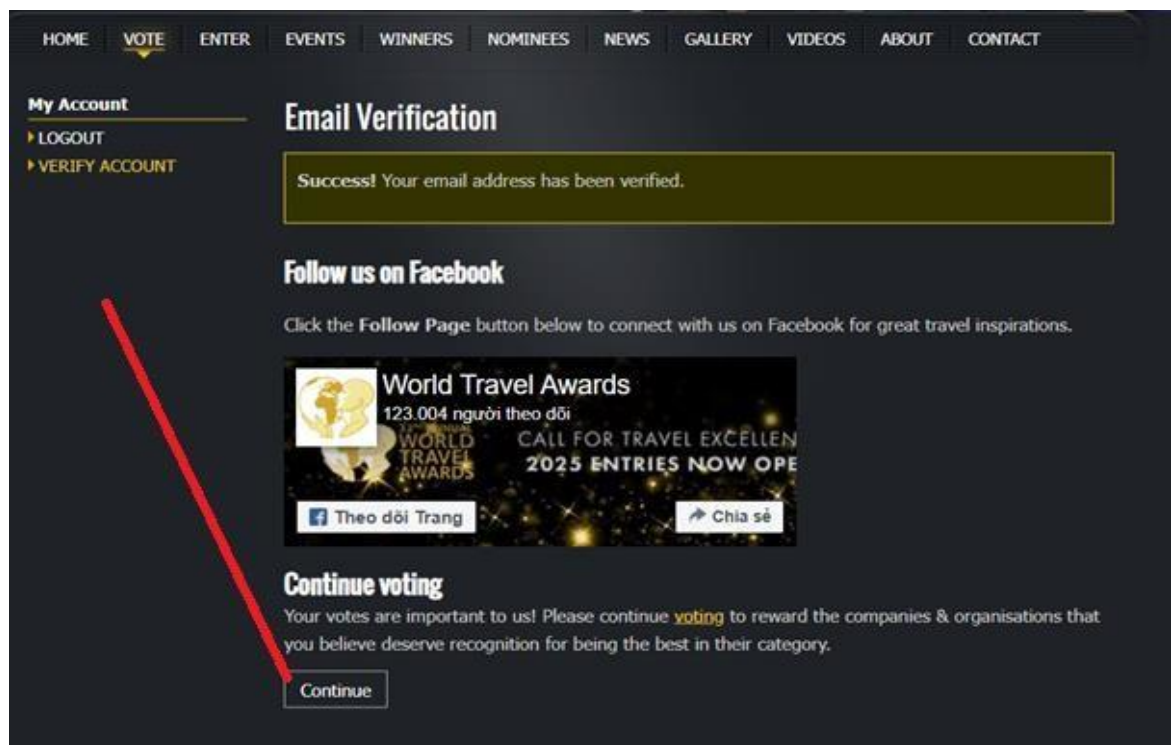 HOME VOTE ENTER EVENTS WINNERS NOMINEES NEWS GALLERY VIDEOS ABOUT CONTACT
My Account
LOGOUT
VERIFY ACCOUNT
Email Verification
Success! Your email address has been verified.
Follow us on Facebook
Click the Follow Page button below to connect with us on Facebook for great travel inspirations.
World Travel Awards
123.004 người theo dõi
WORLD
TRAVEL
AWARDS
CALL FOR TRAVEL EXCELLEN
2025 ENTRIES NOW OPE
Theo dõi Trang
Chia sẻ
Continue voting
Your votes are important to us! Please continue voting to reward the companies & organisations that
you believe deserve recognition for being the best in their category.
Continue